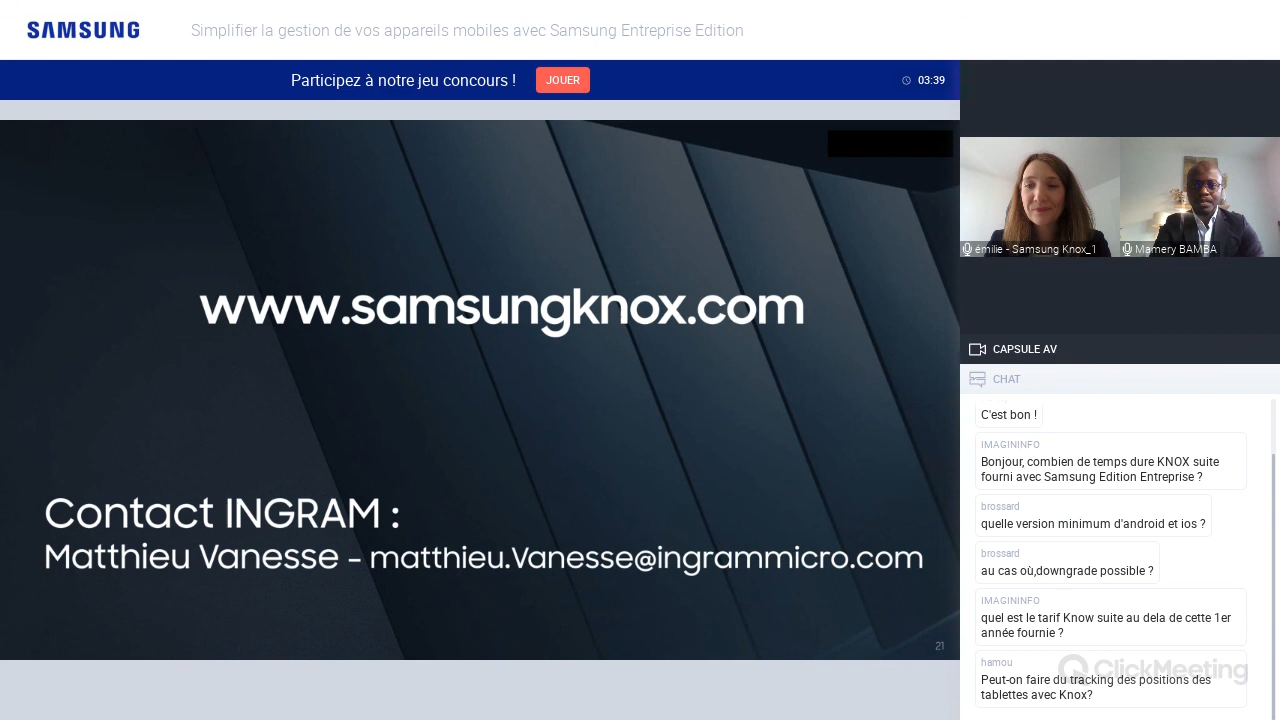 SAMSUNG
Simplifier la gestion de vos appareils mobiles avec Samsung Entreprise Edition
Participez à notre jeu concours !
JOUER
03:39
www.samsungknox.com
Contact INGRAM :
Matthieu Vanesse - matthieu.Vanesse@ingrammicro.com
21
émilie - Samsung Knox_1
Mamery BAMBA
CAPSULE AV
CHAT
C'est bon !
IMAGININFO
Bonjour, combien de temps dure KNOX suite
fourni avec Samsung Edition Entreprise ?
brossard
quelle version minimum d'android et ios ?
brossard
au cas où,downgrade possible ?
IMAGININFO
quel est le tarif Know suite au dela de cette 1er
année fournie ?
hamou
Peut-on faire du tracking des positions des
tablettes avec Knox?
ClickMeeting